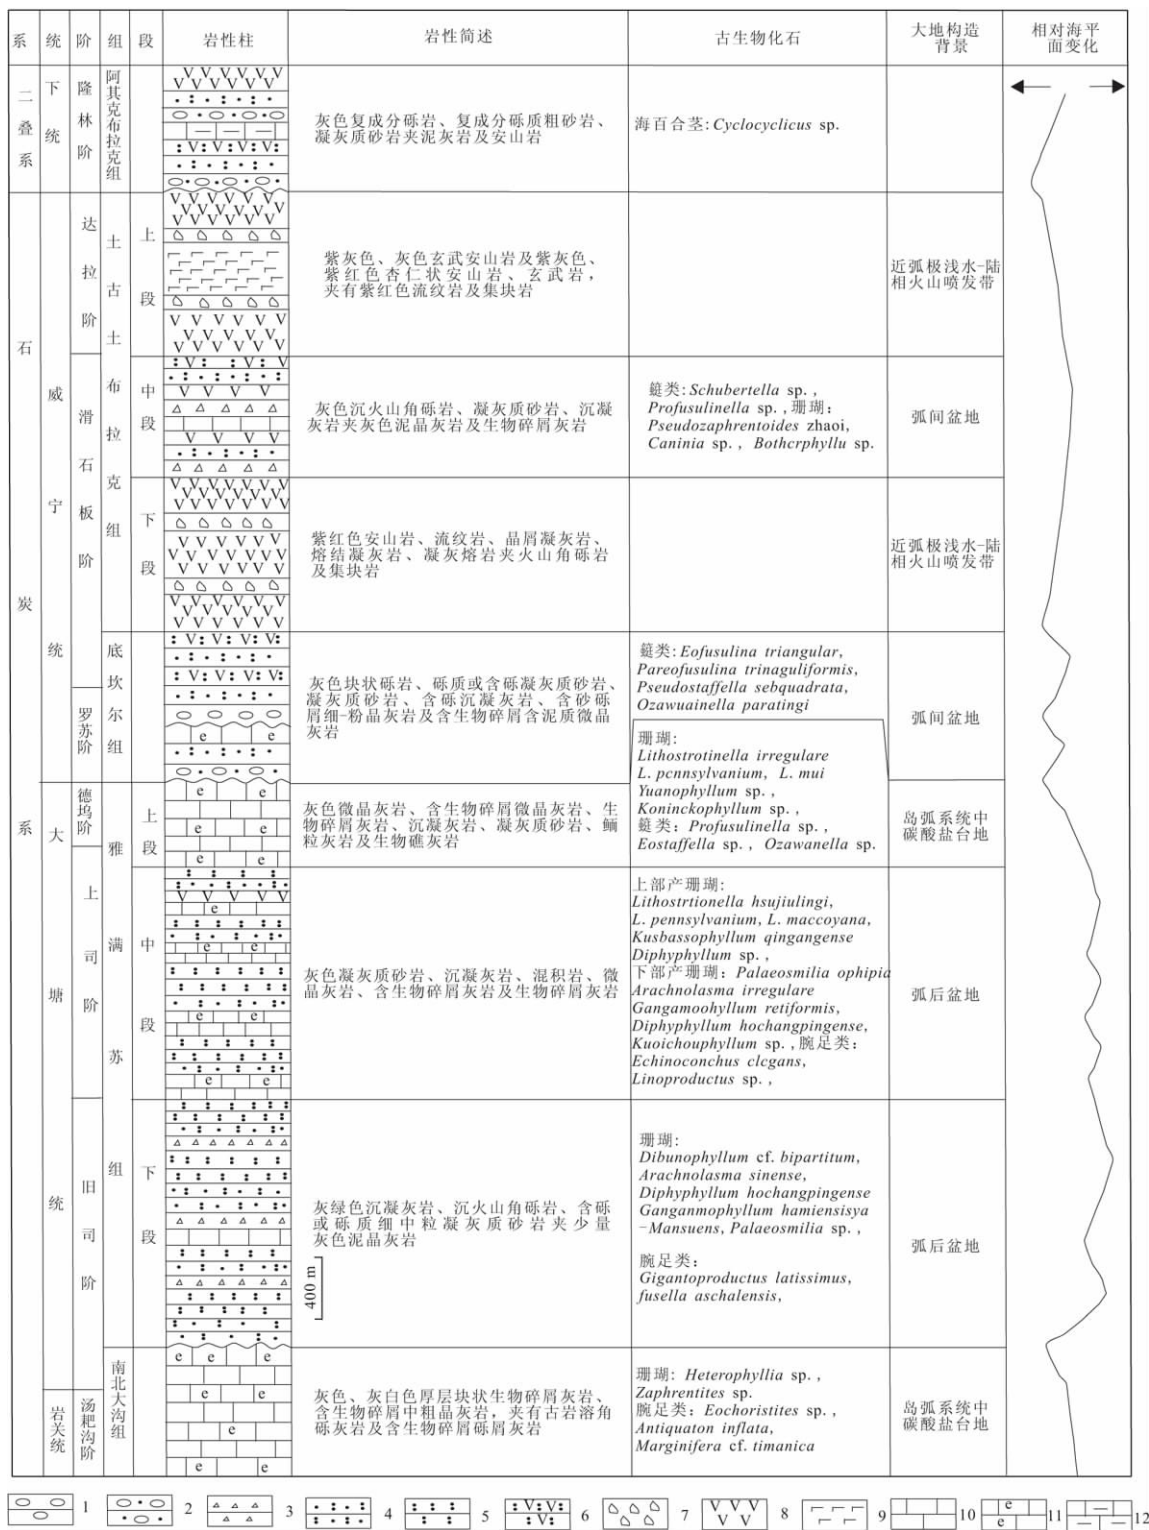 系 统 阶 组 段 岩性柱 岩性简述 古生物化石 大地构造 相对海平
背景 面变化
二叠系
下统
隆林阶
阿其克布拉克组
灰色复成分砾岩、复成分砾质粗砂岩、
凝灰质砂岩夹泥灰岩及安山岩
海百合茎:Cyclocyclicus sp.
石炭系
威宁统
达拉阶
土古土布拉克组
上段
紫灰色、灰色玄武安山岩及紫灰色、
紫红色杏仁状安山岩、玄武岩,
夹有紫红色流纹岩及集块岩
近弧极浅水-陆
相火山喷发带
滑石板阶
中段
灰色沉火山角砾岩、凝灰质砂岩、沉凝
灰岩夹灰色泥晶灰岩及生物碎屑灰岩
䗴类:Schubertella sp.,
Profusulinella sp.,珊瑚:
Pseudozaphrentoides zhaoi,
Caninia sp., Bothcrphyllu sp.
弧间盆地
下段
紫红色安山岩、流纹岩、晶屑凝灰岩、
熔结凝灰岩、凝灰熔岩夹火山角砾岩
及集块岩
近弧极浅水-陆
相火山喷发带
罗苏阶
底坎尔组
灰色块状砾岩、砾质或含砾凝灰质砂岩、
凝灰质砂岩、含砾沉凝灰岩、含砂砾
屑细-粉晶灰岩及含生物碎屑含泥质微晶
灰岩
䗴类:Eofusulina triangular,
Pareofusulina trinaguliformis,
Pseudostaffella sebquadrata,
Ozawuainella paratingi
弧间盆地
大塘统
德坞阶
雅满苏组
上段
灰色微晶灰岩、含生物碎屑微晶灰岩、生
物碎屑灰岩、沉凝灰岩、凝灰质砂岩、鲕
粒灰岩及生物礁灰岩
珊瑚:
Lithostrotinella irregulare
L. pcnnsylvanium, L. mui
Yuanophyllum sp.,
Koninckophyllum sp.,
䗴类: Profusulinella sp.,
Eostaffella sp., Ozawanella sp.
岛弧系统中
碳酸盐台地
上司阶
中段
灰色凝灰质砂岩、沉凝灰岩、混积岩、微
晶灰岩、含生物碎屑灰岩及生物碎屑灰岩
上部产珊瑚:
Lithostrtionella hsujiulingi,
L. pennsylvanium, L. maccoyana,
Kusbassophyllum qingangense
Diphyphyllum sp.,
下部产珊瑚: Palaeosmilia ophipia
Arachnolasma irregulare
Gangamoohyllum retiformis,
Diphyphyllum hochangpingense,
Kuoichouphyllum sp.,腕足类:
Echinoconchus clcgans,
Linoproductus sp.,
弧后盆地
旧司阶
下段
灰绿色沉凝灰岩、沉火山角砾岩、含砾
或砾质细中粒凝灰质砂岩夹少量
灰色泥晶灰岩
400 m
珊瑚:
Dibunophyllum cf. bipartitum,
Arachnolasma sinense,
Diphyphyllum hochangpingense
Ganganmophyllum hamiensisya
-Mansuens, Palaeosmilia sp.,
腕足类:
Gigantoproductus latissimus,
fusella aschalensis,
弧后盆地
岩关统
汤耙沟阶
南北大沟组
灰色、灰白色厚层块状生物碎屑灰岩、
含生物碎屑中粗晶灰岩,夹有古岩溶角
砾灰岩及含生物碎屑砾屑灰岩
珊瑚: Heterophyllia sp.,
Zaphrentites sp.
腕足类: Eochoristites sp.,
Antiquaton inflata,
Marginifera cf. timanica
岛弧系统中
碳酸盐台地
1 2 3 4 5 6 7 8 9 10 11 12